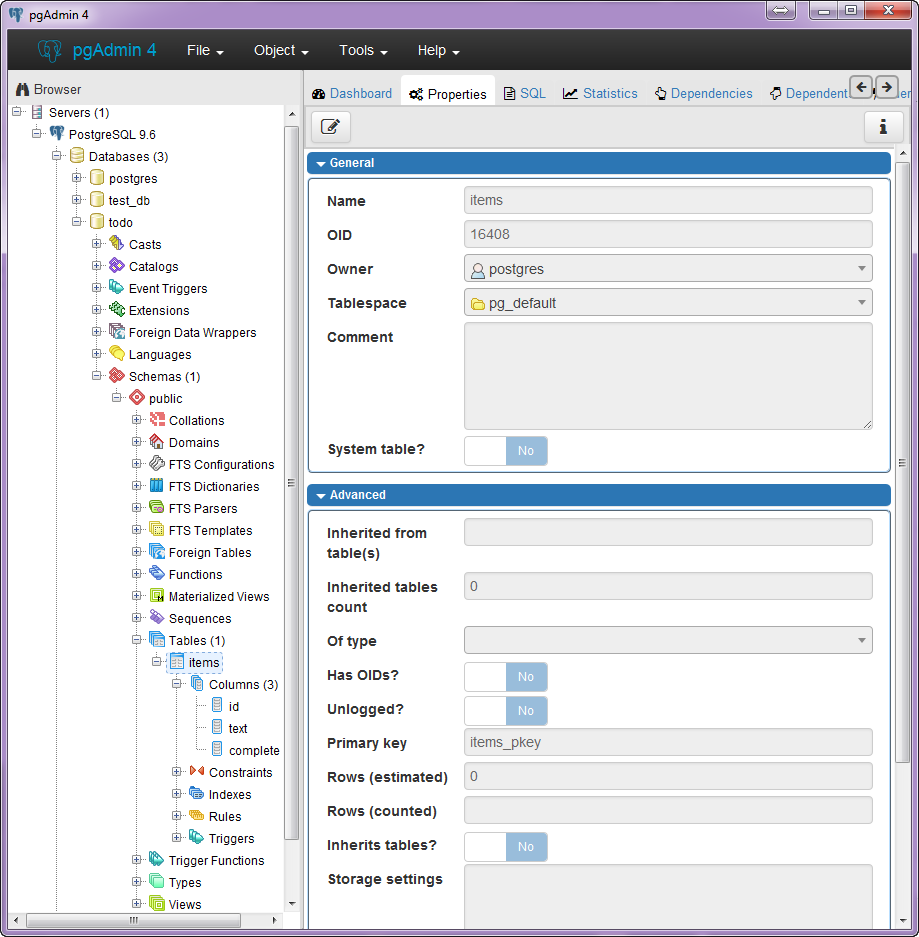 pgAdmin 4
pgAdmin 4 File Object Tools Help
Browser
Servers (1)
PostgreSQL 9.6
Databases (3)
postgres
test_db
todo
Casts
Catalogs
Event Triggers
Extensions
Foreign Data Wrappers
Languages
Schemas (1)
public
Collations
Domains
FTS Configurations
FTS Dictionaries
FTS Parsers
FTS Templates
Foreign Tables
Functions
Materialized Views
Sequences
Tables (1)
items
Columns (3)
id
text
complete
Constraints
Indexes
Rules
Triggers
Trigger Functions
Types
Views
Dashboard Properties SQL Statistics Dependencies Dependent
General
Name items
OID 16408
Owner postgres
Tablespace pg_default
Comment
System table? No
Advanced
Inherited from
table(s)
Inherited tables
count 0
Of type
Has OIDs? No
Unlogged? No
Primary key items_pkey
Rows (estimated) 0
Rows (counted)
Inherits tables? No
Storage settings